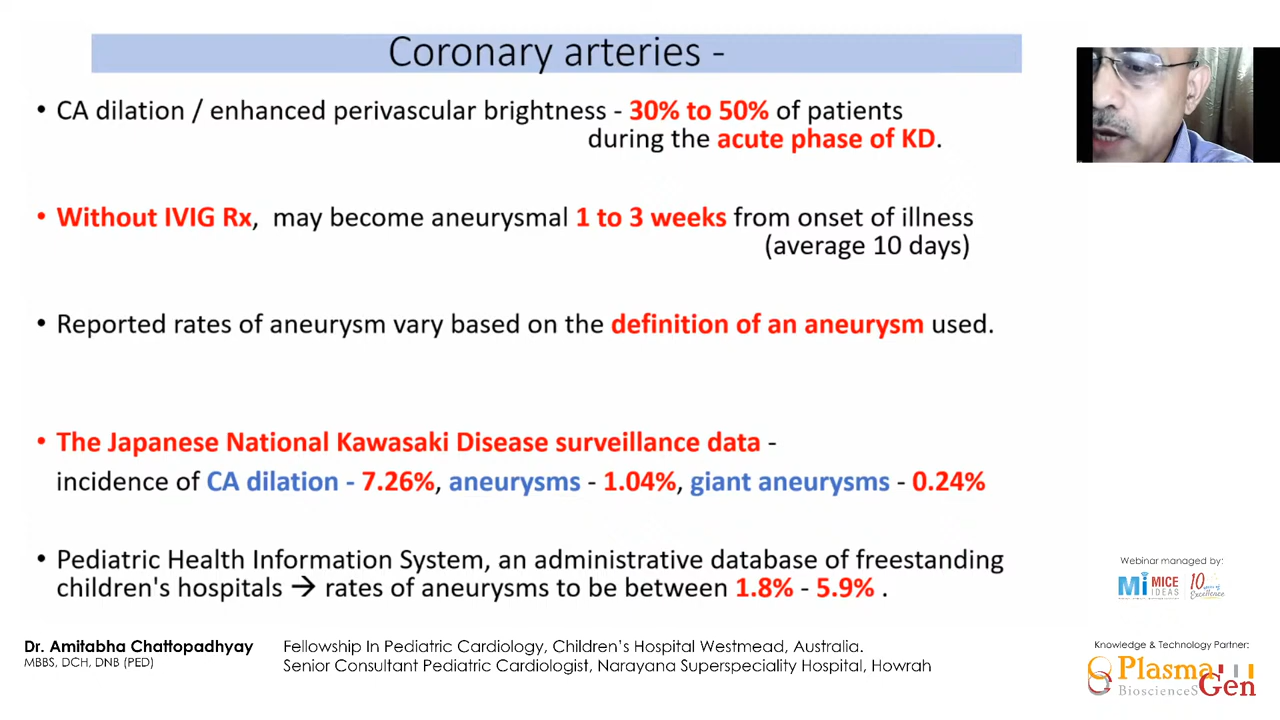 Coronary arteries -
• CA dilation / enhanced perivascular brightness - 30% to 50% of patients
during the acute phase of KD.
• Without IVIG Rx, may become aneurysmal 1 to 3 weeks from onset of illness
(average 10 days)
• Reported rates of aneurysm vary based on the definition of an aneurysm used.
• The Japanese National Kawasaki Disease surveillance data -
incidence of CA dilation - 7.26%, aneurysms - 1.04%, giant aneurysms - 0.24%
• Pediatric Health Information System, an administrative database of freestanding
children's hospitals → rates of aneurysms to be between 1.8% - 5.9% .
Webinar managed by:
Mi MICE IDEAS 10 years of Excellence
Dr. Amitabha Chattopadhyay
MBBS, DCH, DNB (PED)
Fellowship In Pediatric Cardiology, Children's Hospital Westmead, Australia.
Senior Consultant Pediatric Cardiologist, Narayana Superspeciality Hospital, Howrah
Knowledge & Technology Partner:
PlasmaGen
BioscienceS